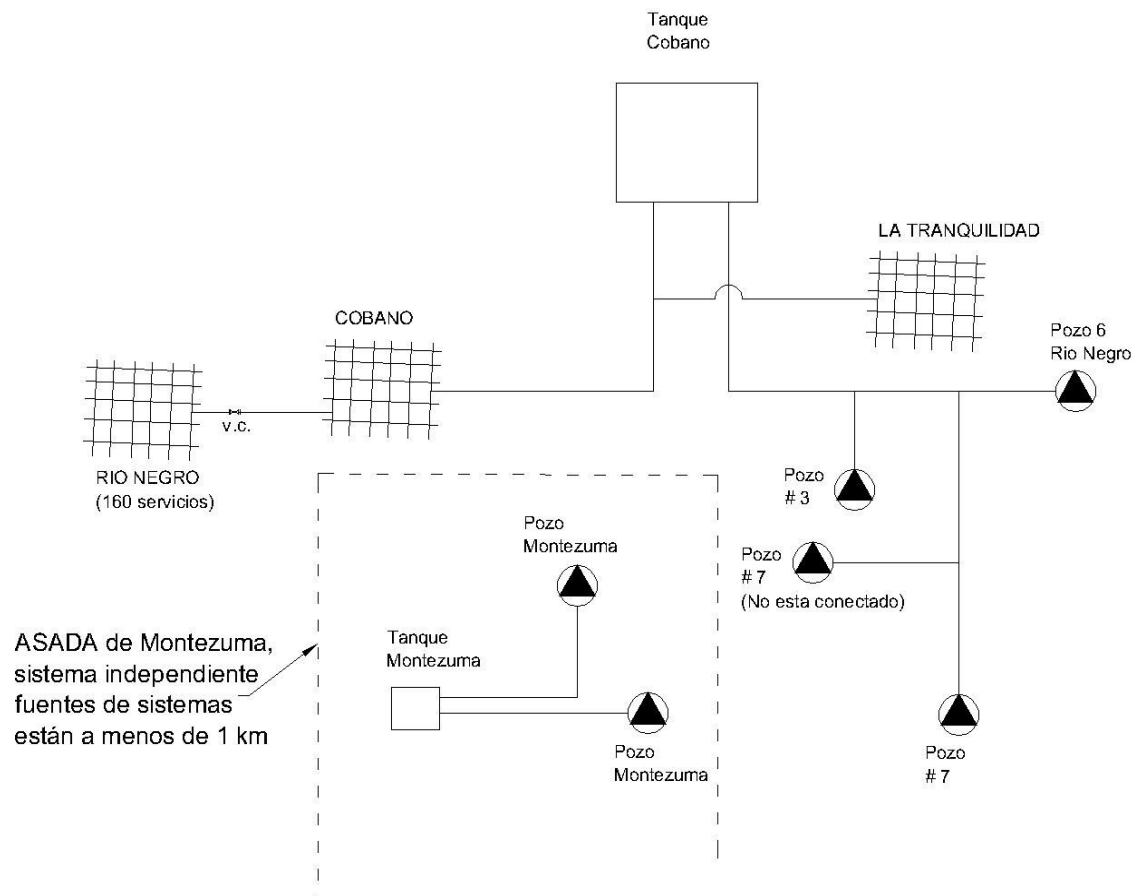 Tanque
Cobano
LA TRANQUILIDAD
COBANO
Pozo 6
Rio Negro
v.c.
RIO NEGRO
(160 servicios)
Pozo
# 3
Pozo
Montezuma
Pozo
# 7
(No esta conectado)
ASADA de Montezuma,
sistema independiente
fuentes de sistemas
están a menos de 1 km
Tanque
Montezuma
Pozo
Montezuma
Pozo
# 7